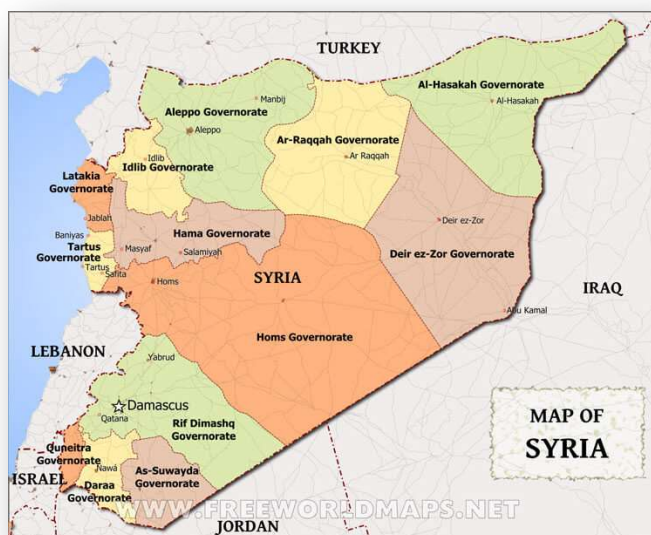 TURKEY
Al-Hasakah Governorate
Manbij
Al-Hasakah
Aleppo Governorate
Aleppo
Ar-Raqqah Governorate
Idlib
Ar Raqqah
Idlib Governorate
Latakia
Governorate
Jablah
Deir ez-Zor
Baniyas
Hama Governorate
Tartus
Governorate
Masyaf
Salamiyah
Deir ez-Zor Governorate
Tartus
Safita
SYRIA
Homs
IRAQ
Abu Kamal
Homs Governorate
LEBANON
Yabrud
Damascus
Qatana
Rif Dimashq
Governorate
MAP OF
SYRIA
Quneitra
Governorate
Nawá
As-Suwayda
Governorate
ISRAEL
Daraa
Governorate
WWW.FREEWORLDMAPS.NET
JORDAN